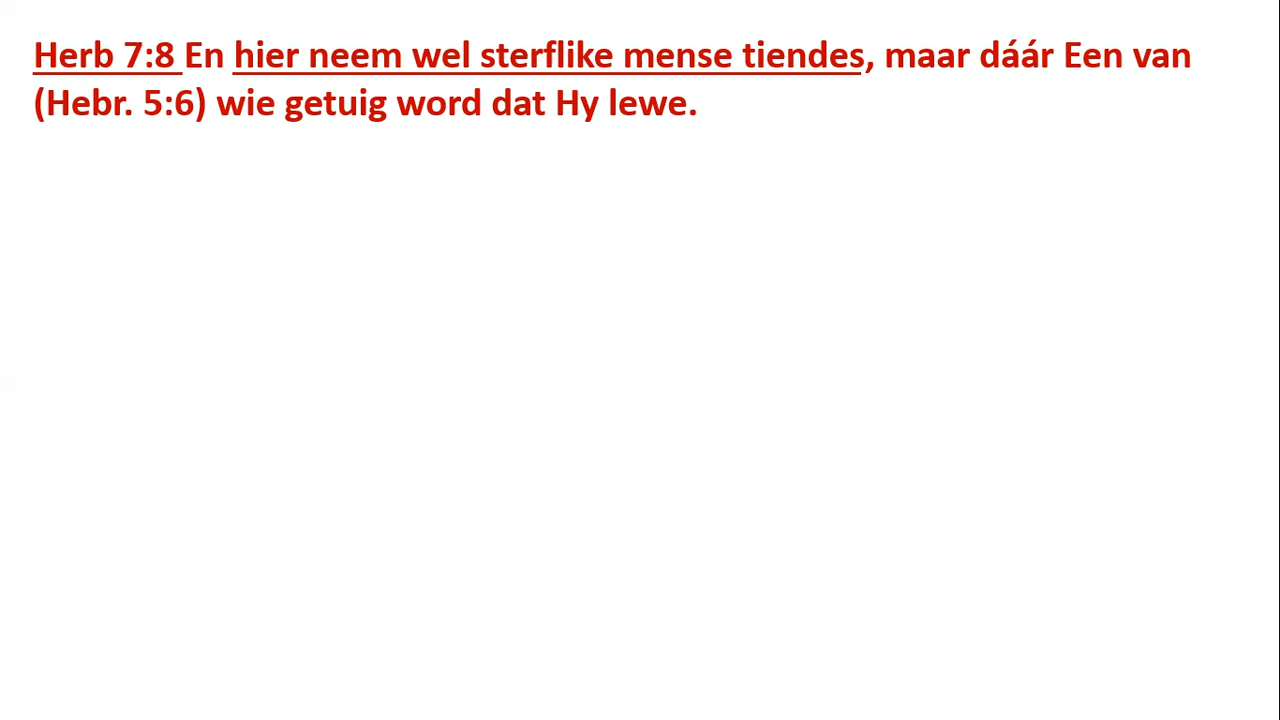 Herb 7:8 En hier neem wel sterflike mense tiendes, maar dáár Een van
(Hebr. 5:6) wie getuig word dat Hy lewe.